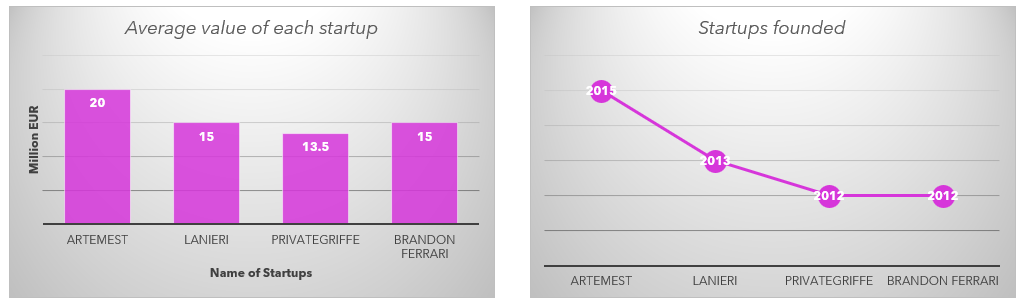 Average value of each startup
Million EUR
20
15
13.5
15
ARTEMEST
LANIERI
PRIVATEGRIFFE
BRANDON
FERRARI
Name of Startups
Startups founded
2015
2013
2012
2012
ARTEMEST
LANIERI
PRIVATEGRIFFE
BRANDON FERRARI